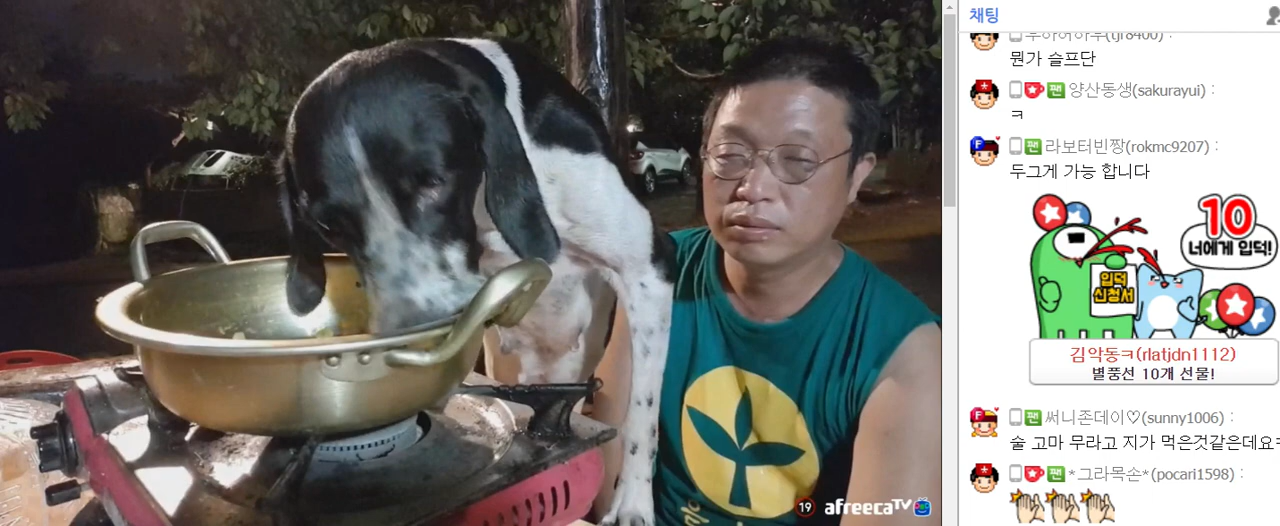 채팅
뭔가 슬프단
양산동생(sakurayui) :
ㅋ
라보터빈짱(rokmc9207) :
팬
두그게 가능 합니다
10
너에게 입덕!
입덕
신청서
김악동ㅋ(rlatjdn1112)
별풍선 10개 선물!
팬 써니존데이♡(sunny1006) :
술 고마 무라고 지가 먹은것같은데요
팬 *그라목손*(pocari1598) :
19 afreecaTV